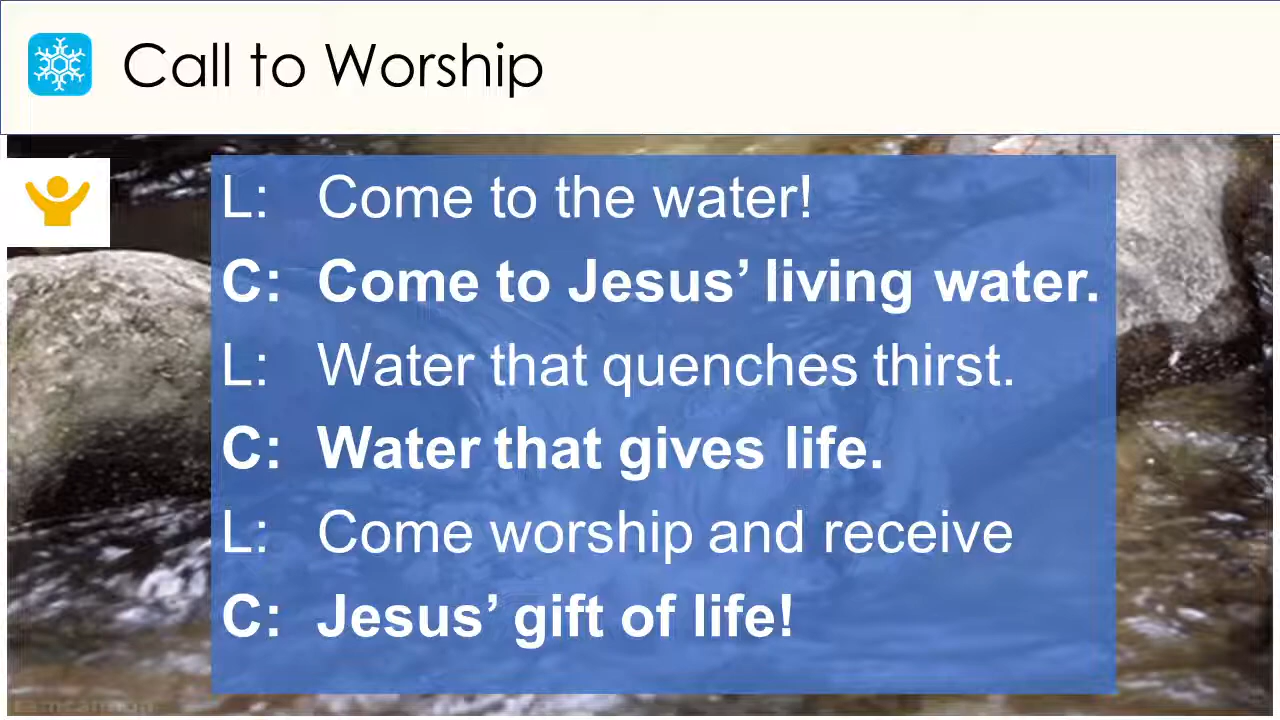 Call to Worship
L: Come to the water!
C: Come to Jesus’ living water.
L: Water that quenches thirst.
C: Water that gives life.
L: Come worship and receive
C: Jesus’ gift of life!